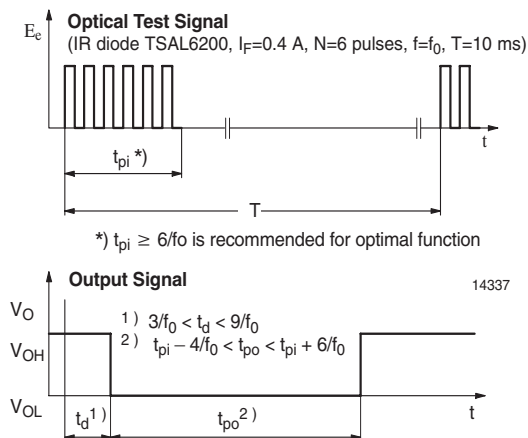 Optical Test Signal
E_e
(IR diode TSAL6200, I_F=0.4 A, N=6 pulses, f=f_0, T=10 ms)
t
t_pi *)
T
*) t_pi ≥ 6/fo is recommended for optimal function
Output Signal
14337
V_O
V_OH
V_OL
1) 3/f_0 < t_d < 9/f_0
2) t_pi – 4/f_0 < t_po < t_pi + 6/f_0
t_d 1)
t_po 2)
t